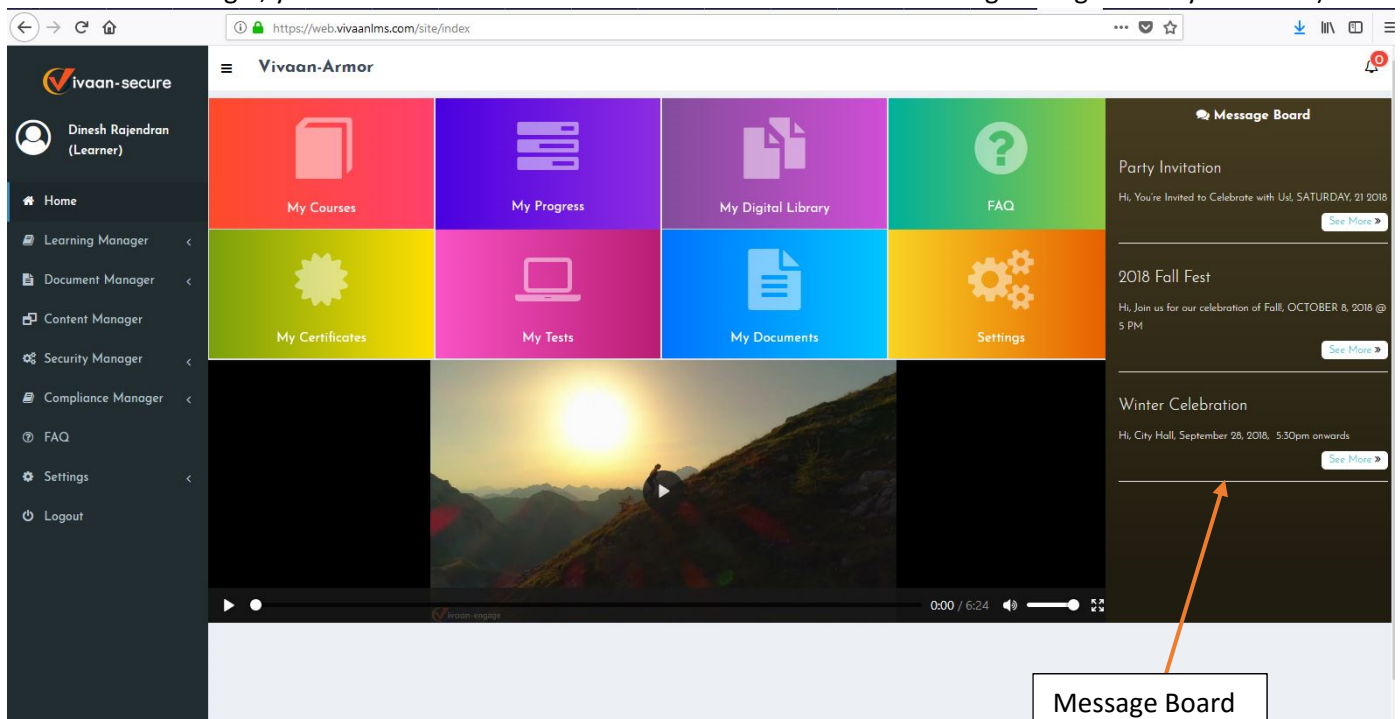 https://web.vivaanlms.com/site/index
ivaan-secure
Vivaan-Armor
0
Dinesh Rajendran
(Learner)
Home
Learning Manager
Document Manager
Content Manager
Security Manager
Compliance Manager
FAQ
Settings
Logout
My Courses
My Progress
My Digital Library
FAQ
My Certificates
My Tests
My Documents
Settings
0:00 / 6:24
ivaan-engage
Message Board
Party Invitation
Hi, You're Invited to Celebrate with Us!, SATURDAY, 21 2018
See More »
2018 Fall Fest
Hi, Join us for our celebration of Fall!, OCTOBER 8, 2018 @
5 PM
See More »
Winter Celebration
Hi, City Hall, September 28, 2018, 5:30pm onwards
See More »
Message Board